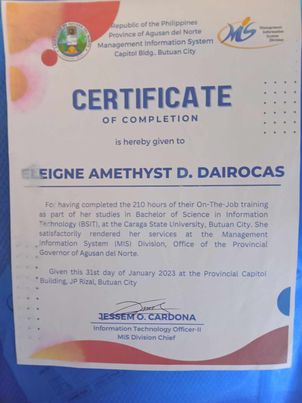 Republic of the Philippines
Province of Agusan del Norte
Management Information System
Capitol Bldg., Butuan City
MIS
Management
Information
System
Division
CERTIFICATE
OF COMPLETION
is hereby given to
ELEIGNE AMETHYST D. DAIROCAS
For having completed the 210 hours of their On-The-Job training
as part of her studies in Bachelor of Science in Information
Technology (BSIT), at the Caraga State University, Butuan City. She
satisfactorily rendered her services at the Management
Information System (MIS) Division, Office of the Provincial
Governor of Agusan del Norte.
Given this 31st day of January 2023 at the Provincial Capitol
Building, JP Rizal, Butuan City
JESSEM O. CARDONA
Information Technology Officer-II
MIS Division Chief